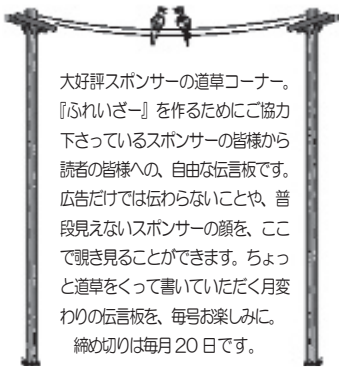 大好評スポンサーの道草コーナー。
『ふれいざー』を作るためにご協力
下さっているスポンサーの皆様から
読者の皆様への、自由な伝言板です。
広告だけでは伝わらないことや、普
段見えないスポンサーの顔を、ここ
で覗き見ることができます。ちょっ
と道草をくって書いていただく月変
わりの伝言板を、毎号お楽しみに。
締め切りは毎月20日です。